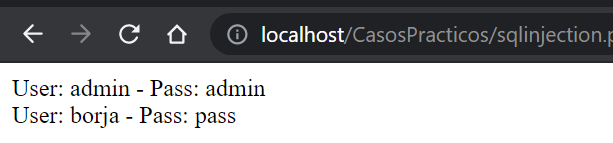 localhost/CasosPracticos/sqlinjection.p
User: admin - Pass: admin
User: borja - Pass: pass